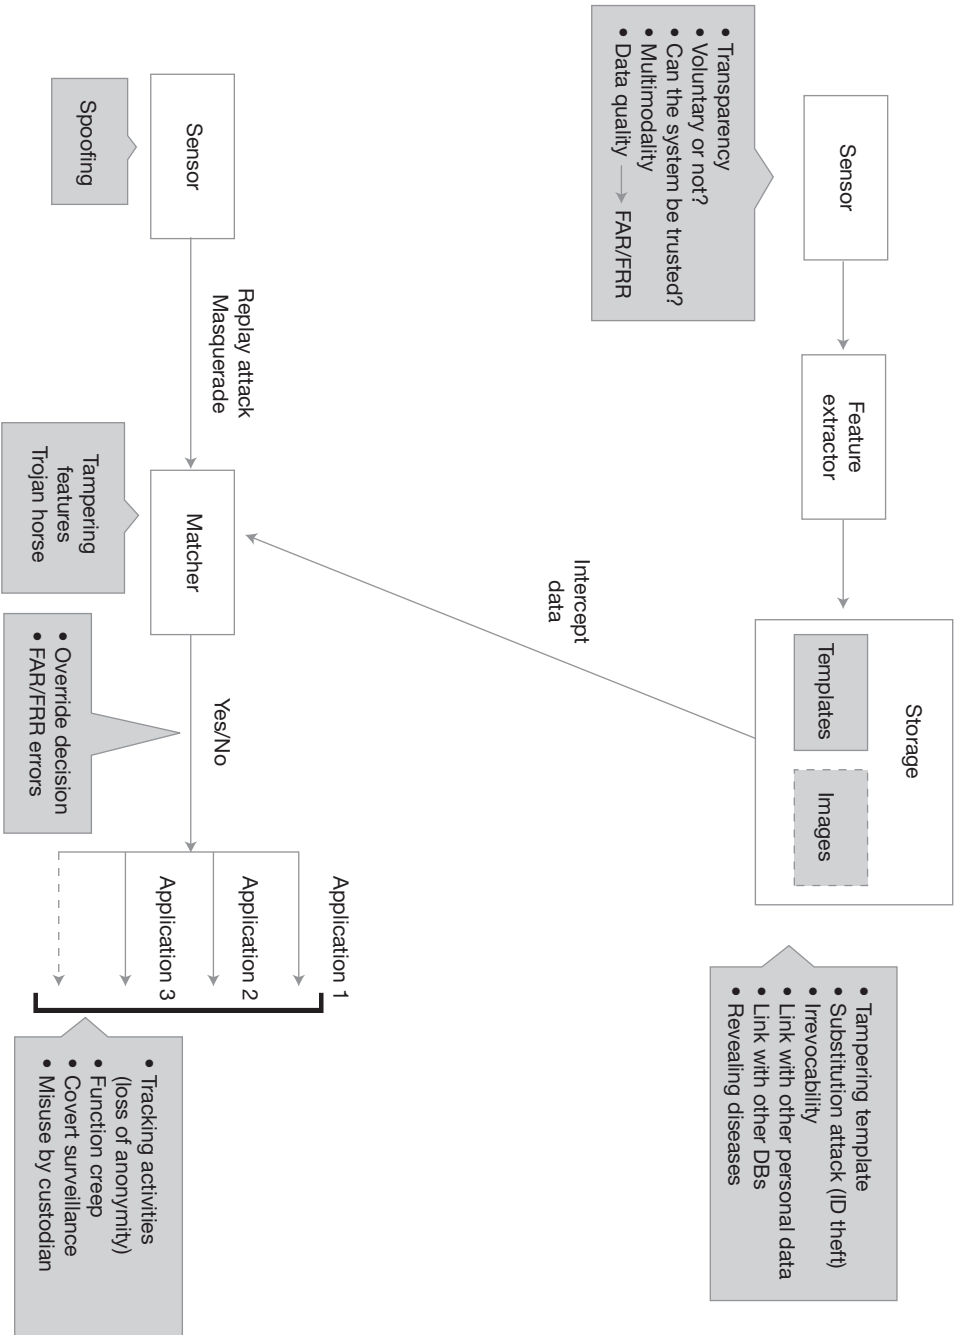 Sensor
Feature
extractor
Storage
Templates
Images
• Transparency
• Voluntary or not?
• Can the system be trusted?
• Multimodality
• Data quality → FAR/FRR
• Tampering template
• Substitution attack (ID theft)
• Irrevocability
• Link with other personal data
• Link with other DBs
• Revealing diseases
Intercept
data
Sensor
Replay attack
Masquerade
Matcher
Yes/No
Application 1
Application 2
Application 3
Spoofing
Tampering
features
Trojan horse
• Override decision
• FAR/FRR errors
• Tracking activities
(loss of anonymity)
• Function creep
• Covert surveillance
• Misuse by custodian